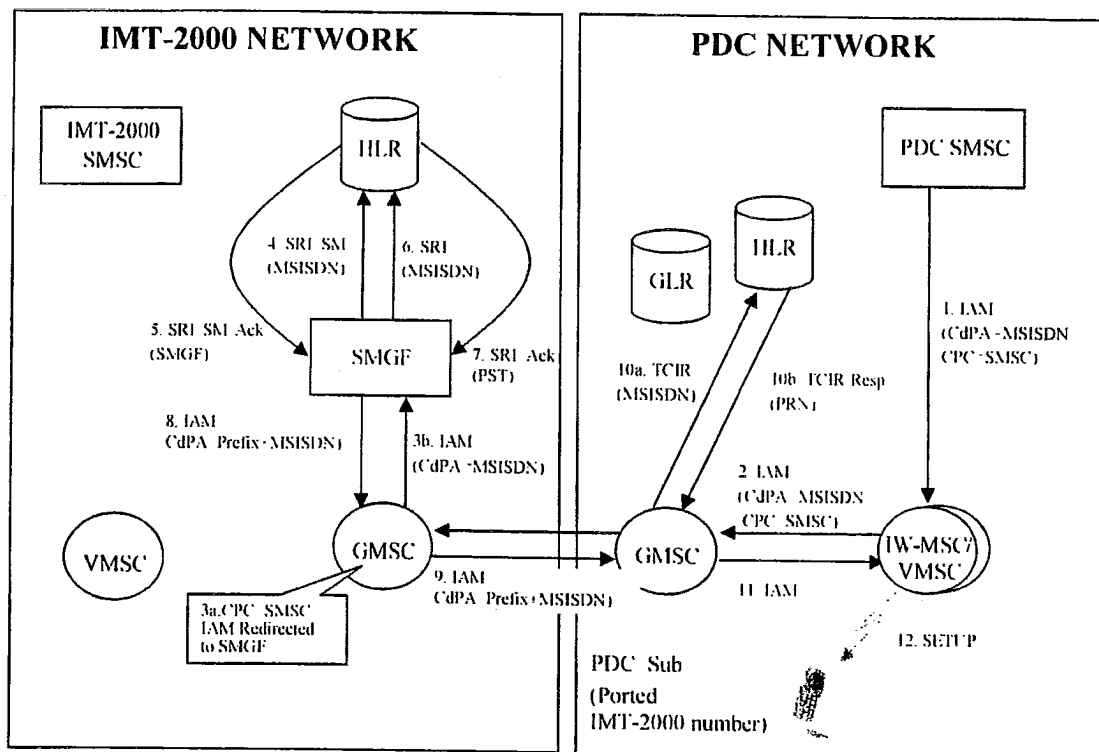 IMT-2000 NETWORK
PDC NETWORK
IMT-2000
SMSC
HLR
PDC SMSC
HLR
GLR
4. SRI SM
(MSISDN)
6. SRI
(MSISDN)
5. SRI SM Ack
(SMGF)
SMGF
7. SRI Ack
(PST)
1. IAM
(CdPA=MSISDN
CPC=SMSC)
10a. TCIR
(MSISDN)
10b. TCIR Resp
(PRN)
8. IAM
CdPA Prefix+MSISDN)
3b. IAM
(CdPA=MSISDN)
2. IAM
(CdPA MSISDN
CPC SMSC)
VMSC
GMSC
GMSC
IW-MSC/
VMSC
9. IAM
CdPA Prefix+MSISDN)
11. IAM
3a.CPC SMSC
IAM Redirected
to SMGF
12. SETUP
PDC Sub
(Ported
IMT-2000 number)